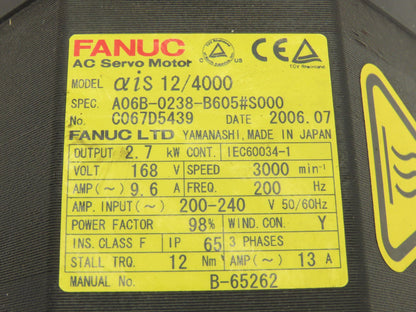 FANUC
AC Servo Motor
C US
TÜV Rheinland
MODEL αiS 12/4000
SPEC. A06B-0238-B605#S000
No. C067D5439 DATE 2006.07
FANUC LTD YAMANASHI, MADE IN JAPAN
OUTPUT 2.7 kW CONT. IEC60034-1
VOLT 168 V SPEED 3000 min⁻¹
AMP(~) 9.6 A FREQ. 200 Hz
AMP. INPUT(~) 200-240 V 50/60Hz
POWER FACTOR 98% WIND. CON. Y
INS. CLASS F IP 65 3 PHASES
STALL TRQ. 12 Nm AMP(~) 13 A
MANUAL No. B-65262